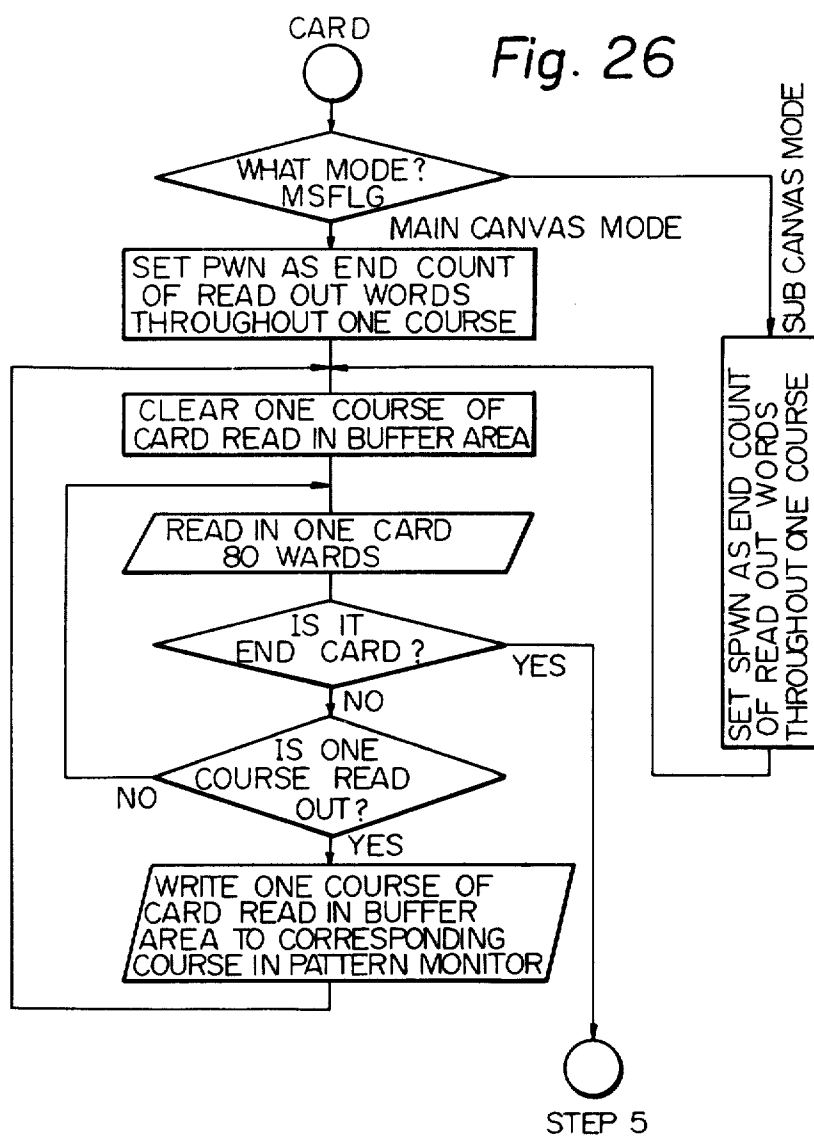 CARD
Fig. 26
WHAT MODE?
MSFLG
MAIN CANVAS MODE
SUB CANVAS MODE
SET PWN AS END COUNT
OF READ OUT WORDS
THROUGHOUT ONE COURSE
SET SPWN AS END COUNT
OF READ OUT WORDS
THROUGHOUT ONE COURSE
CLEAR ONE COURSE OF
CARD READ IN BUFFER AREA
READ IN ONE CARD
80 WARDS
IS IT
END CARD?
YES
NO
IS ONE
COURSE READ
OUT?
NO
YES
WRITE ONE COURSE OF
CARD READ IN BUFFER
AREA TO CORRESPONDING
COURSE IN PATTERN MONITOR
STEP 5